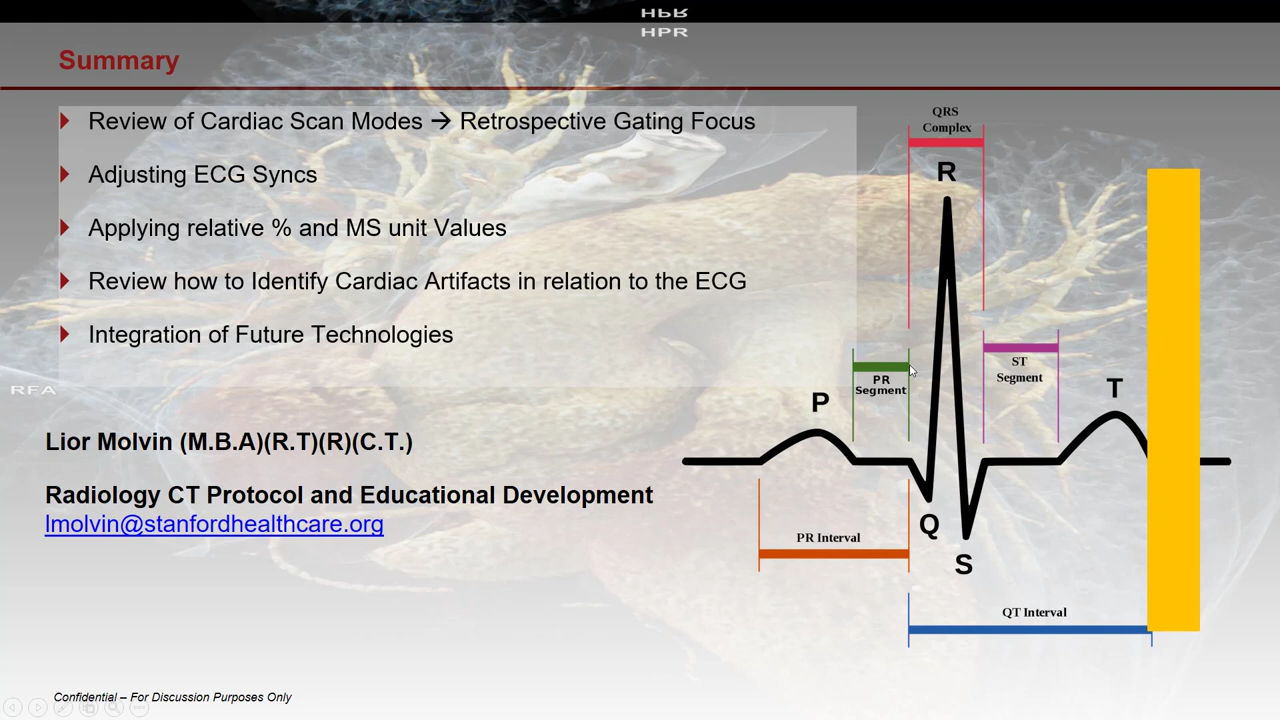 HPR
HPR
Summary
Review of Cardiac Scan Modes → Retrospective Gating Focus
Adjusting ECG Syncs
Applying relative % and MS unit Values
Review how to Identify Cardiac Artifacts in relation to the ECG
Integration of Future Technologies
RFA
Lior Molvin (M.B.A)(R.T)(R)(C.T.)
Radiology CT Protocol and Educational Development
lmolvin@stanfordhealthcare.org
QRS
Complex
R
PR
Segment
ST
Segment
P
T
Q
S
PR Interval
QT Interval
Confidential – For Discussion Purposes Only